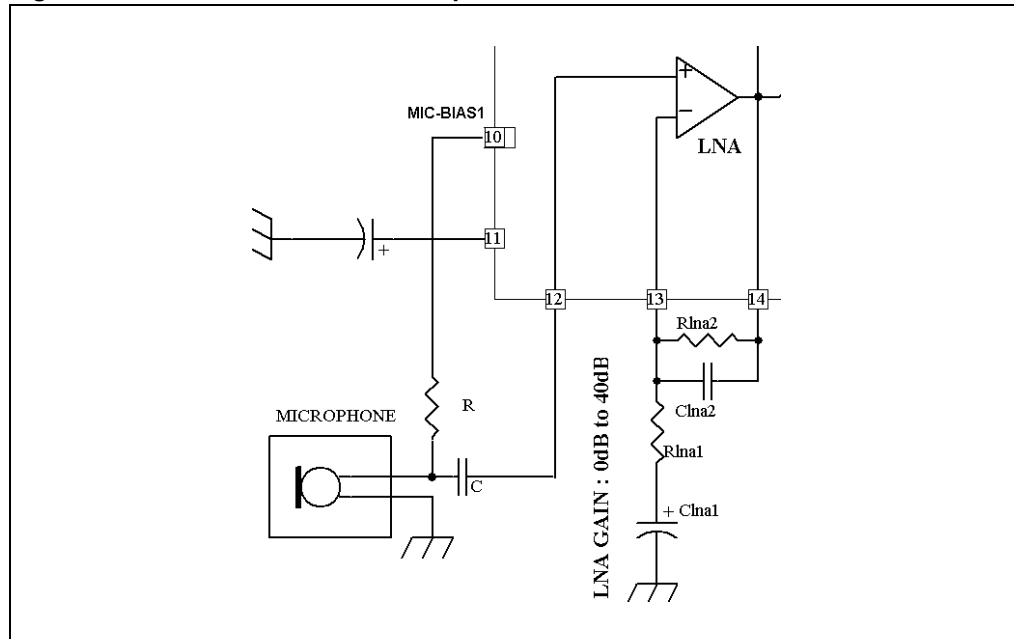 MIC-BIAS1
10
+
−
LNA
11
+
12
13
14
Rlna2
Clna2
MICROPHONE
R
Rlna1
C
+ Clna1
LNA GAIN : 0dB to 40dB